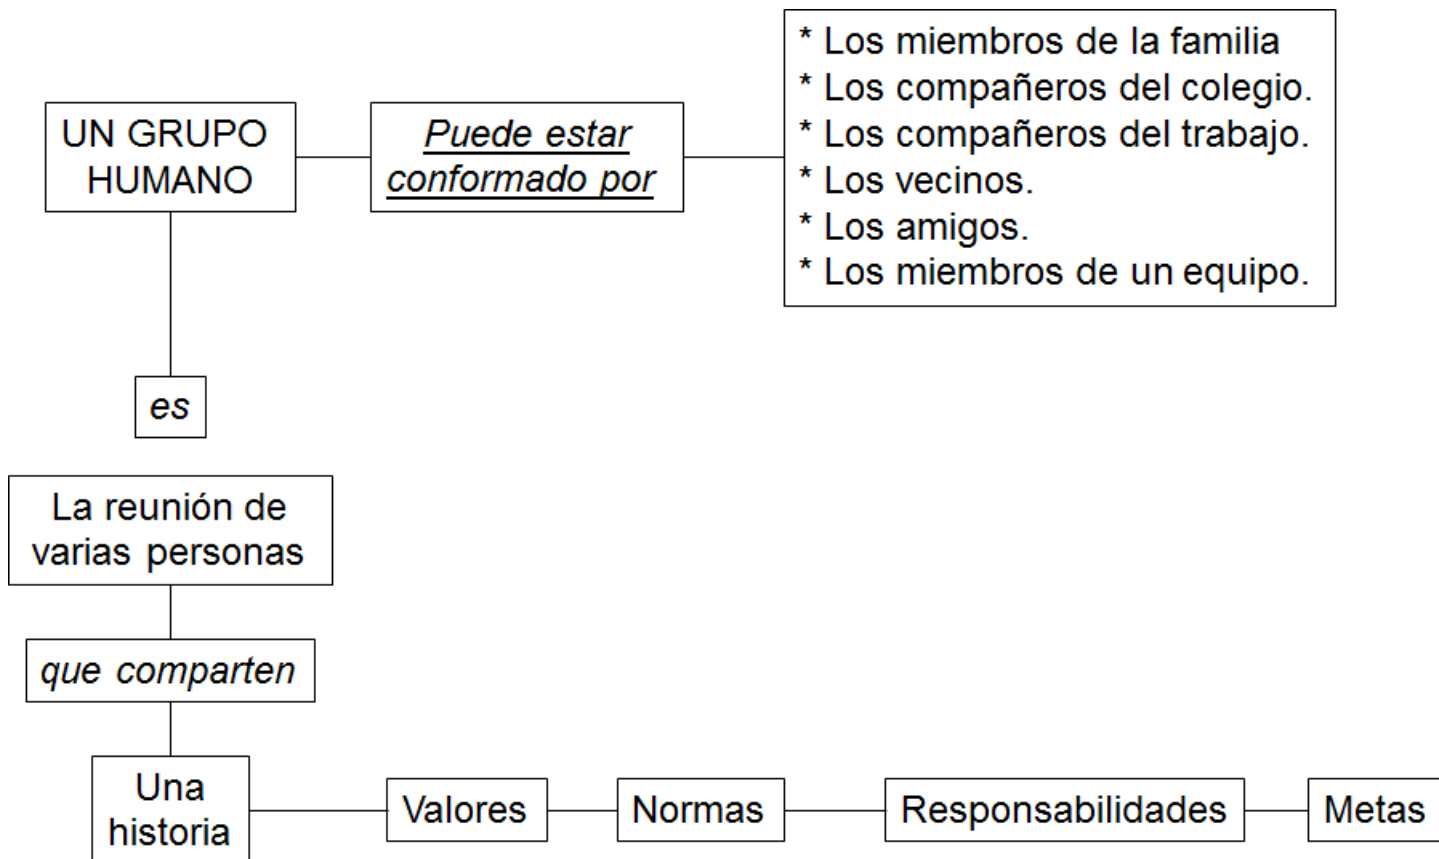 UN GRUPO
HUMANO
Puede estar
conformado por
* Los miembros de la familia
* Los compañeros del colegio.
* Los compañeros del trabajo.
* Los vecinos.
* Los amigos.
* Los miembros de un equipo.
es
La reunión de
varias personas
que comparten
Una
historia
Valores
Normas
Responsabilidades
Metas